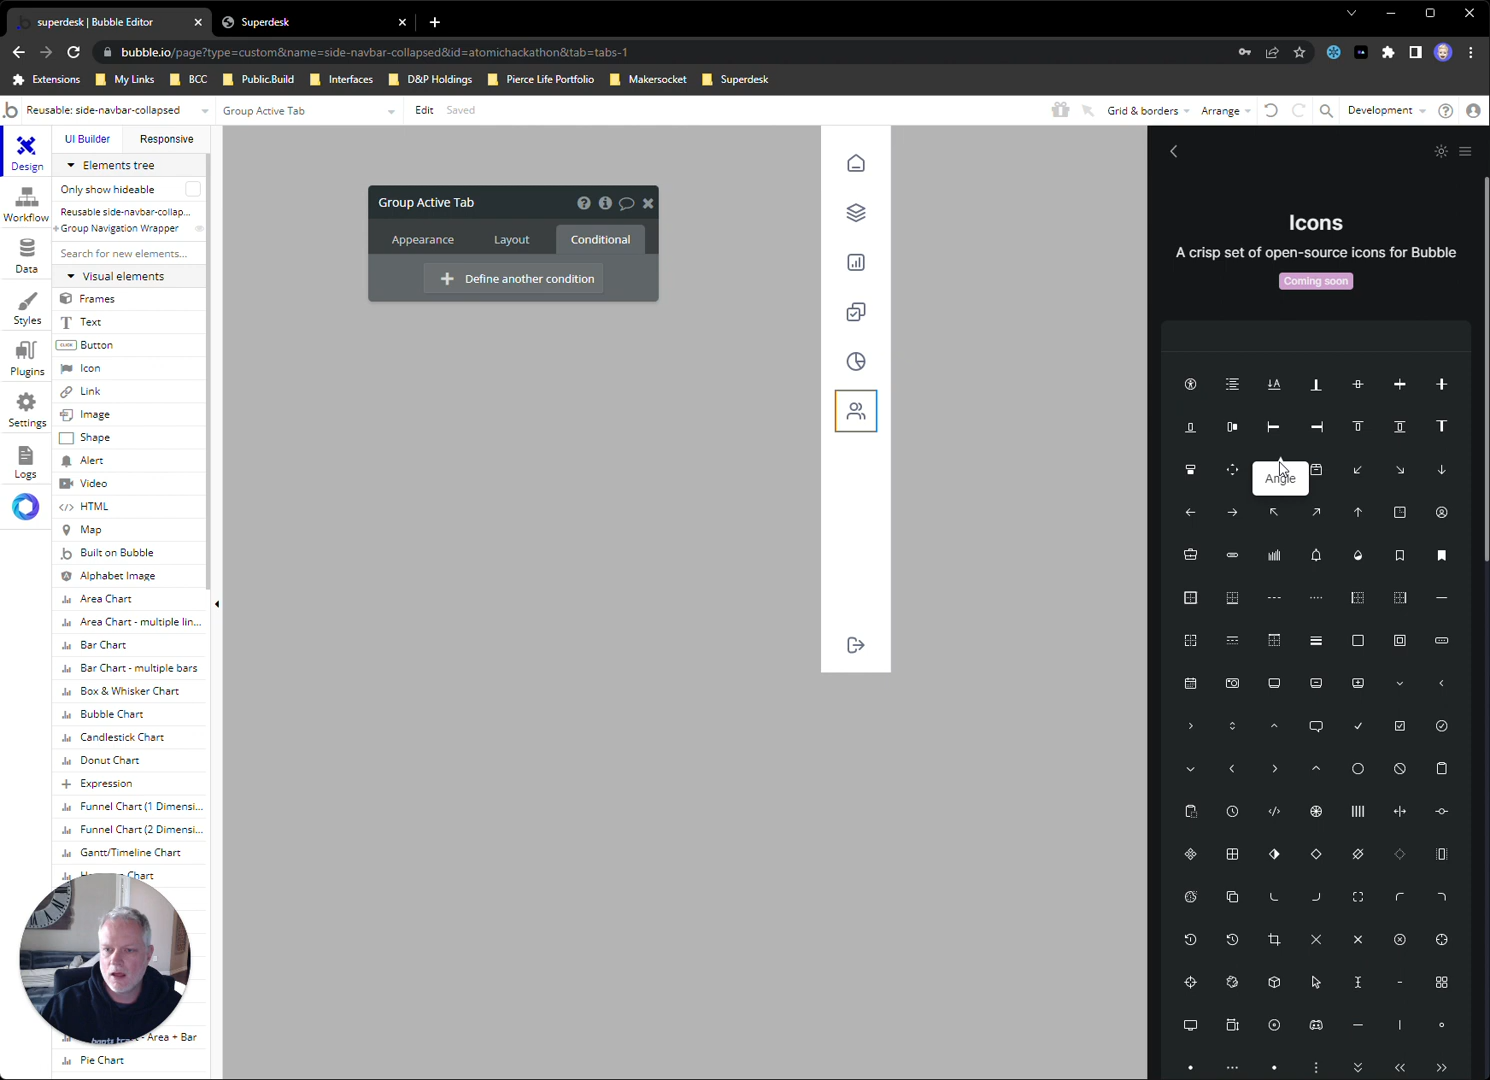 superdesk | Bubble Editor
Superdesk
bubble.io/page?type=custom&name=side-navbar-collapsed&id=atomichackathon&tab=tabs-1
Extensions
My Links
BCC
Public.Build
Interfaces
D&P Holdings
Pierce Life Portfolio
Makersocket
Superdesk
Reusable: side-navbar-collapsed
Group Active Tab
Edit
Saved
Grid & borders
Arrange
Development
Design
Workflow
Data
Styles
Plugins
Settings
Logs
UI Builder
Responsive
Elements tree
Only show hideable
Reusable side-navbar-collap...
Group Navigation Wrapper
Search for new elements...
Visual elements
Frames
Text
Button
Icon
Link
Image
Shape
Alert
Video
HTML
Map
Built on Bubble
Alphabet Image
Area Chart
Area Chart - multiple lin...
Bar Chart
Bar Chart - multiple bars
Box & Whisker Chart
Bubble Chart
Candlestick Chart
Donut Chart
Expression
Funnel Chart (1 Dimensi...
Funnel Chart (2 Dimensi...
Gantt/Timeline Chart
Chart
- Area + Bar
Pie Chart
Group Active Tab
Appearance
Layout
Conditional
Define another condition
Icons
A crisp set of open-source icons for Bubble
Coming soon
Angle